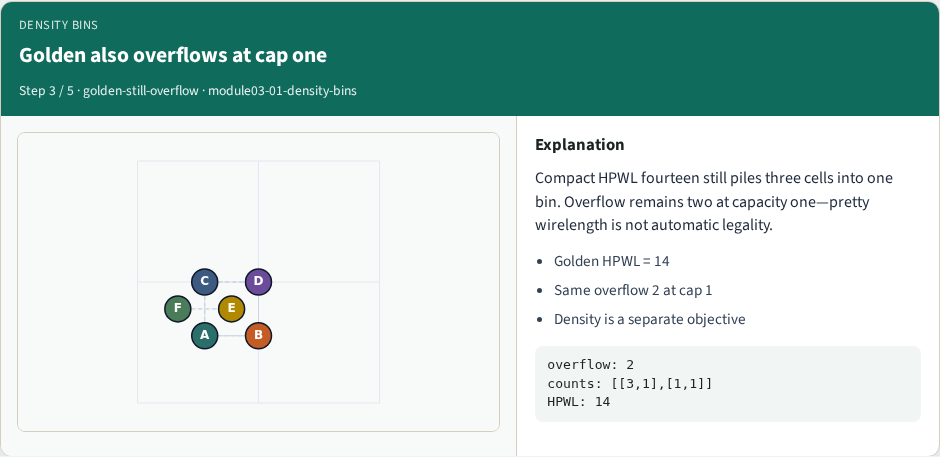 DENSITY BINS
Golden also overflows at cap one
Step 3 / 5 · golden-still-overflow · module03-01-density-bins
C
D
F
E
A
B
Explanation
Compact HPWL fourteen still piles three cells into one
bin. Overflow remains two at capacity one—pretty
wirelength is not automatic legality.
• Golden HPWL = 14
• Same overflow 2 at cap 1
• Density is a separate objective
overflow: 2
counts: [[3,1],[1,1]]
HPWL: 14